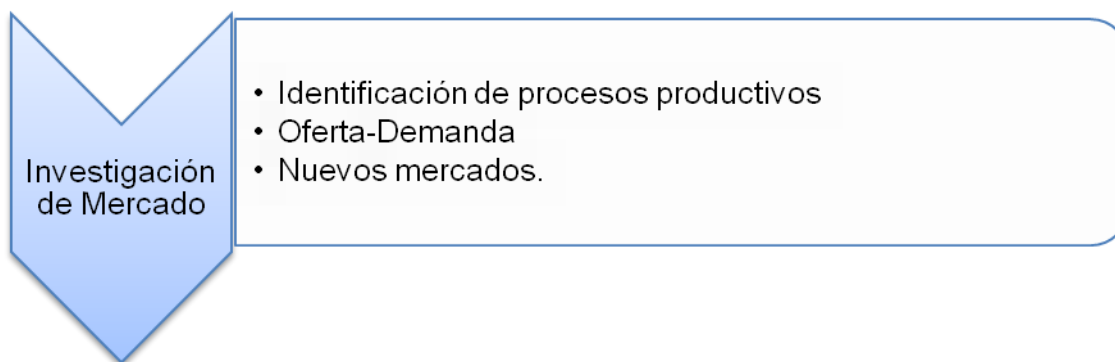 Investigación
de Mercado
• Identificación de procesos productivos
• Oferta-Demanda
• Nuevos mercados.